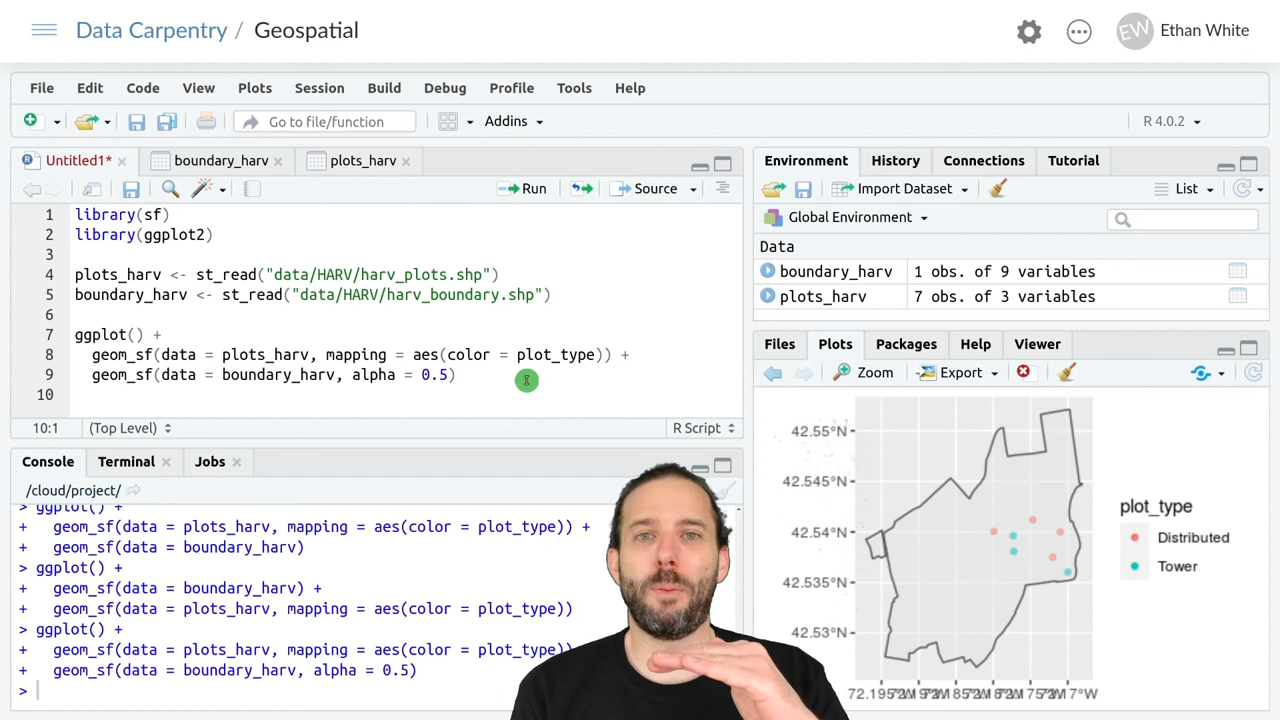 Data Carpentry / Geospatial
EW Ethan White
File Edit Code View Plots Session Build Debug Profile Tools Help
Go to file/function Addins R 4.0.2
Untitled1* boundary_harv plots_harv
Run Source
1 library(sf)
2 library(ggplot2)
3
4 plots_harv <- st_read("data/HARV/harv_plots.shp")
5 boundary_harv <- st_read("data/HARV/harv_boundary.shp")
6
7 ggplot() +
8 geom_sf(data = plots_harv, mapping = aes(color = plot_type)) +
9 geom_sf(data = boundary_harv, alpha = 0.5)
10
10:1 (Top Level) R Script
Console Terminal Jobs
/cloud/project/
> ggplot() +
+ geom_sf(data = plots_harv, mapping = aes(color = plot_type)) +
+ geom_sf(data = boundary_harv)
> ggplot() +
+ geom_sf(data = boundary_harv) +
+ geom_sf(data = plots_harv, mapping = aes(color = plot_type))
> ggplot() +
+ geom_sf(data = plots_harv, mapping = aes(color = plot_type)
+ geom_sf(data = boundary_harv, alpha = 0.5)
>
Environment History Connections Tutorial
Import Dataset List
Global Environment
Data
boundary_harv 1 obs. of 9 variables
plots_harv 7 obs. of 3 variables
Files Plots Packages Help Viewer
Zoom Export
42.55°N
42.545°N
42.54°N
42.535°N
42.53°N
plot_type
Distributed
Tower